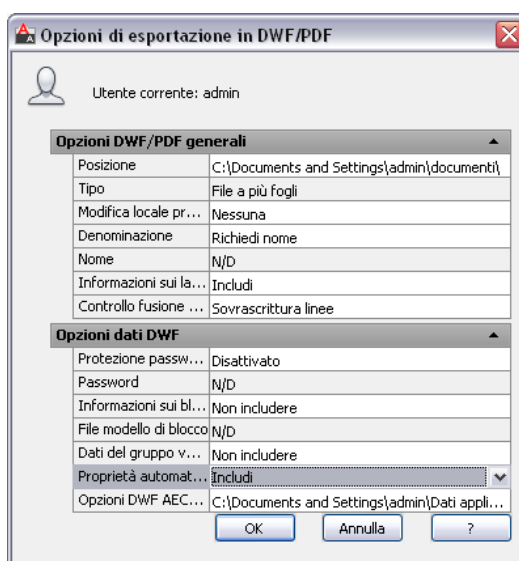 Opzioni di esportazione in DWF/PDF
Utente corrente: admin
Opzioni DWF/PDF generali
Posizione C:\Documents and Settings\admin\documenti\
Tipo File a più fogli
Modifica locale pr... Nessuna
Denominazione Richiedi nome
Nome N/D
Informazioni sui la... Includi
Controllo fusione ... Sovrascrittura linee
Opzioni dati DWF
Protezione passw... Disattivato
Password N/D
Informazioni sui bl... Non includere
File modello di blocco N/D
Dati del gruppo v... Non includere
Proprietà automat... Includi
Opzioni DWF AEC... C:\Documents and Settings\admin\Dati appli...
OK Annulla ?